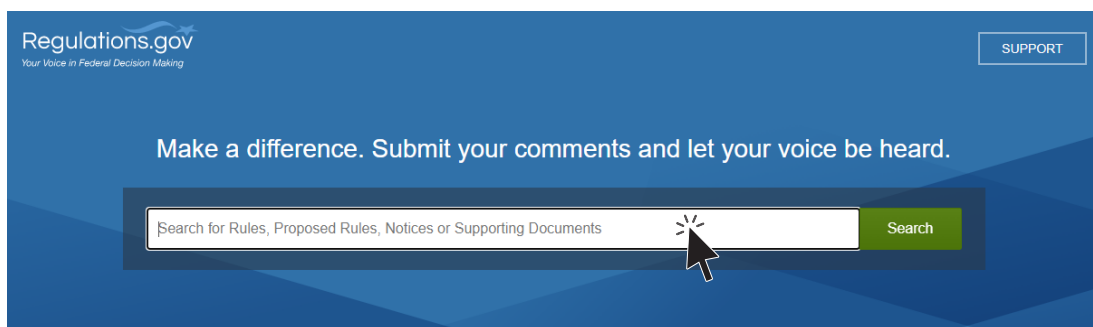 Regulations.gov
Your Voice in Federal Decision Making
SUPPORT
Make a difference. Submit your comments and let your voice be heard.
Search for Rules, Proposed Rules, Notices or Supporting Documents
Search